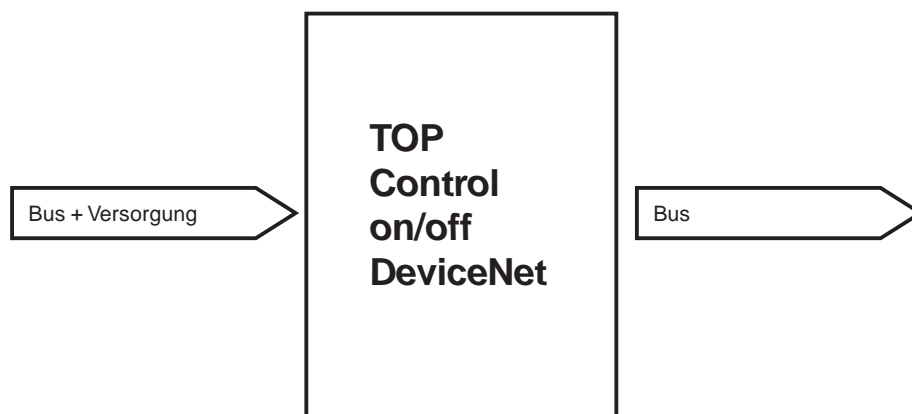 Bus + Versorgung
TOP
Control
on/off
DeviceNet
Bus